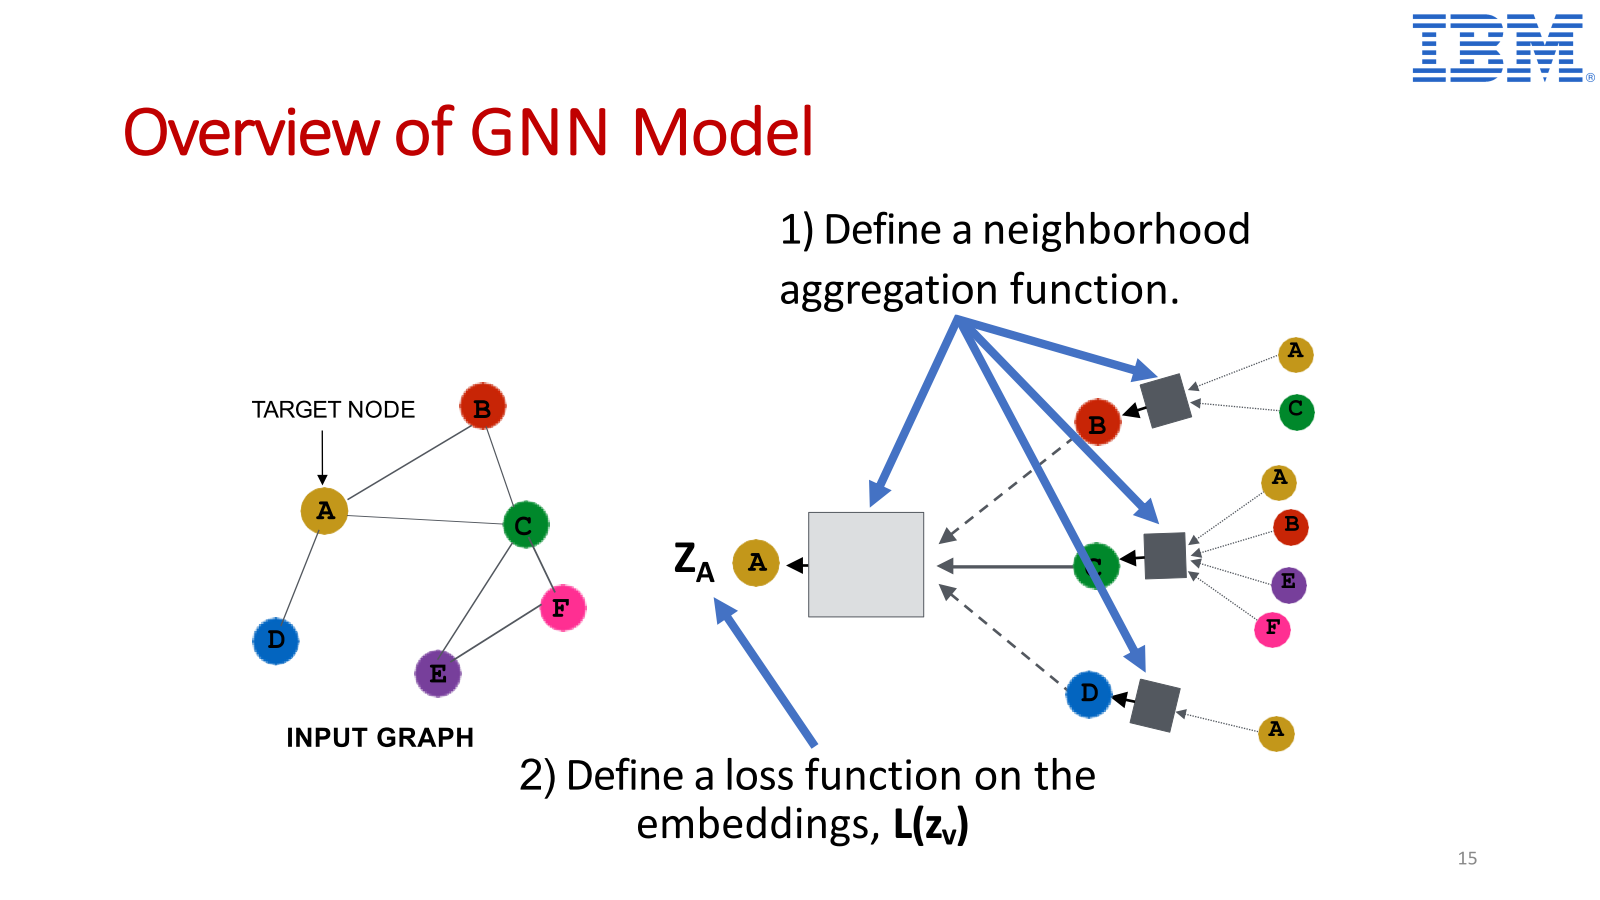 IBM®
Overview of GNN Model
1) Define a neighborhood
aggregation function.
TARGET NODE
B
A
C
F
D
E
INPUT GRAPH
Z_A
A
B
C
D
A
C
A
B
E
F
A
2) Define a loss function on the
embeddings, L(z_v)
15